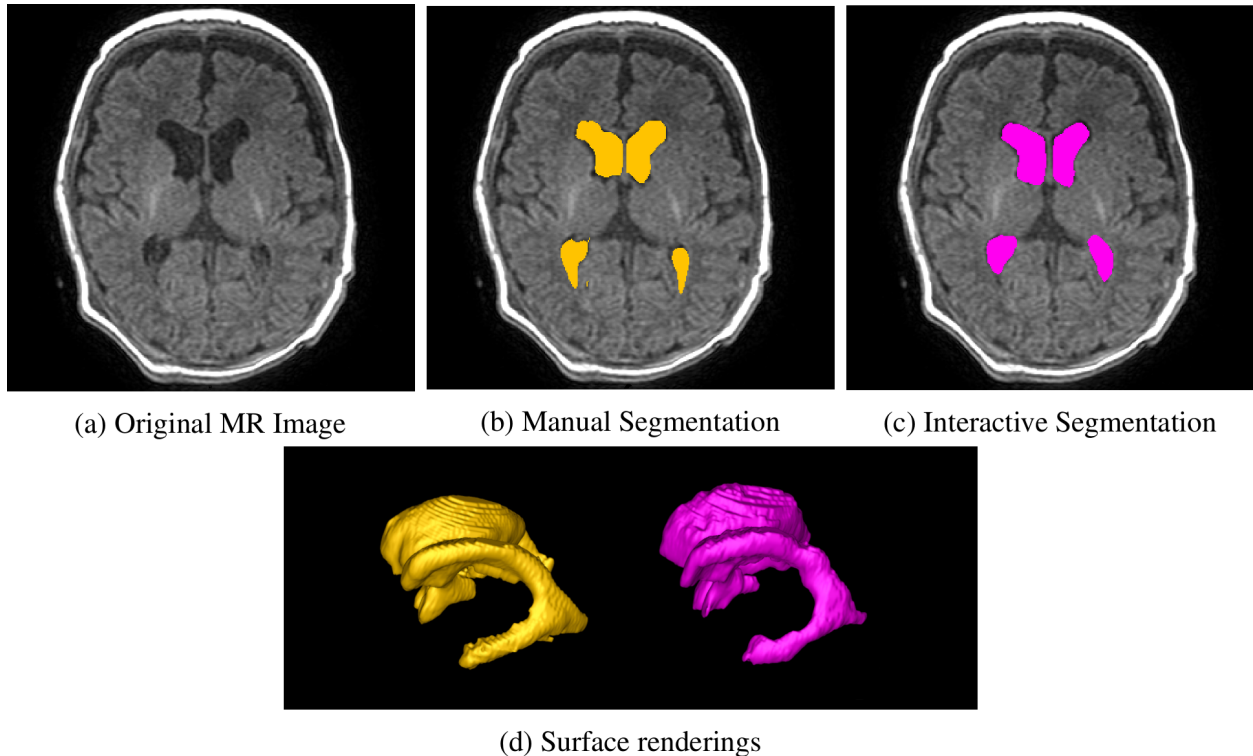 (a) Original MR Image
(b) Manual Segmentation
(c) Interactive Segmentation
(d) Surface renderings